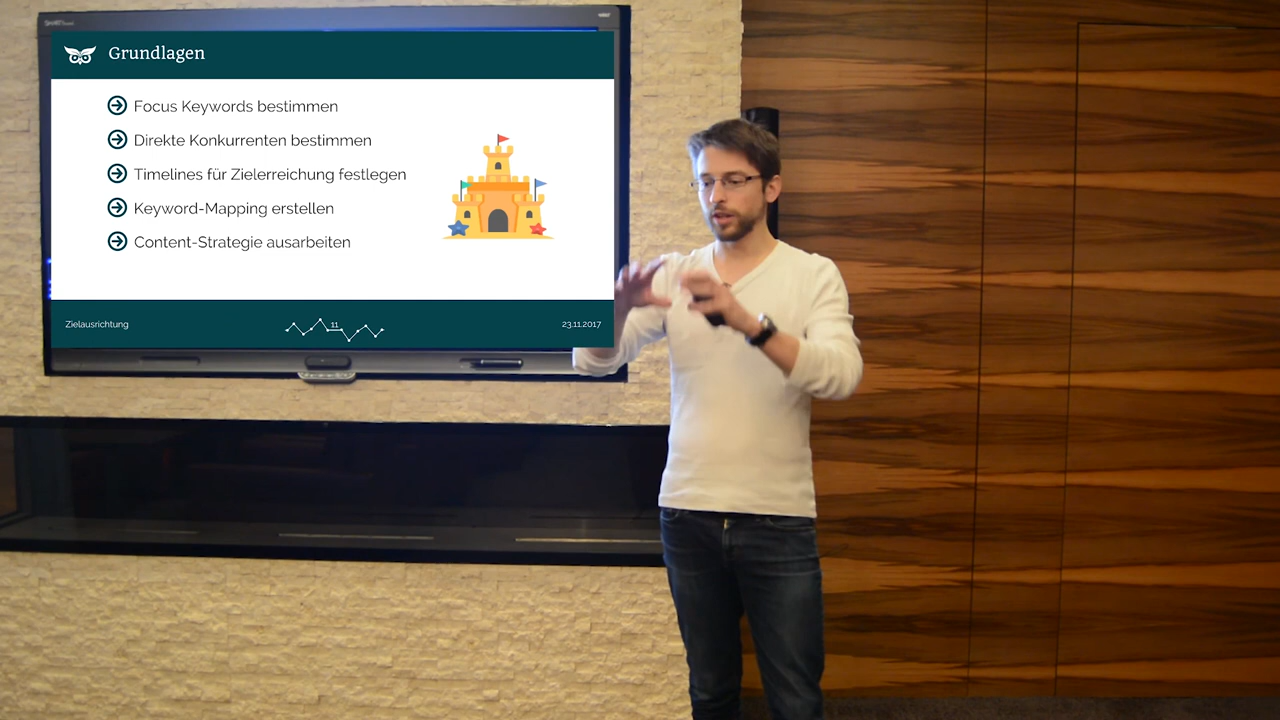 Grundlagen
Focus Keywords bestimmen
Direkte Konkurrenten bestimmen
Timelines für Zielerreichung festlegen
Keyword-Mapping erstellen
Content-Strategie ausarbeiten
Zielausrichtung
11
23.11.2017